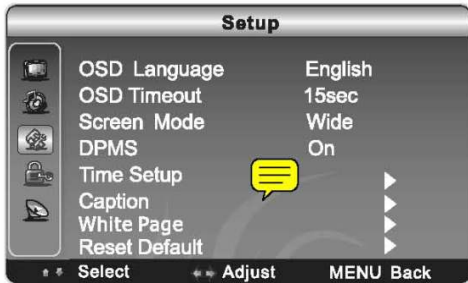 Setup
OSD Language English
OSD Timeout 15sec
Screen Mode Wide
DPMS On
Time Setup
Caption
White Page
Reset Default
Select Adjust MENU Back